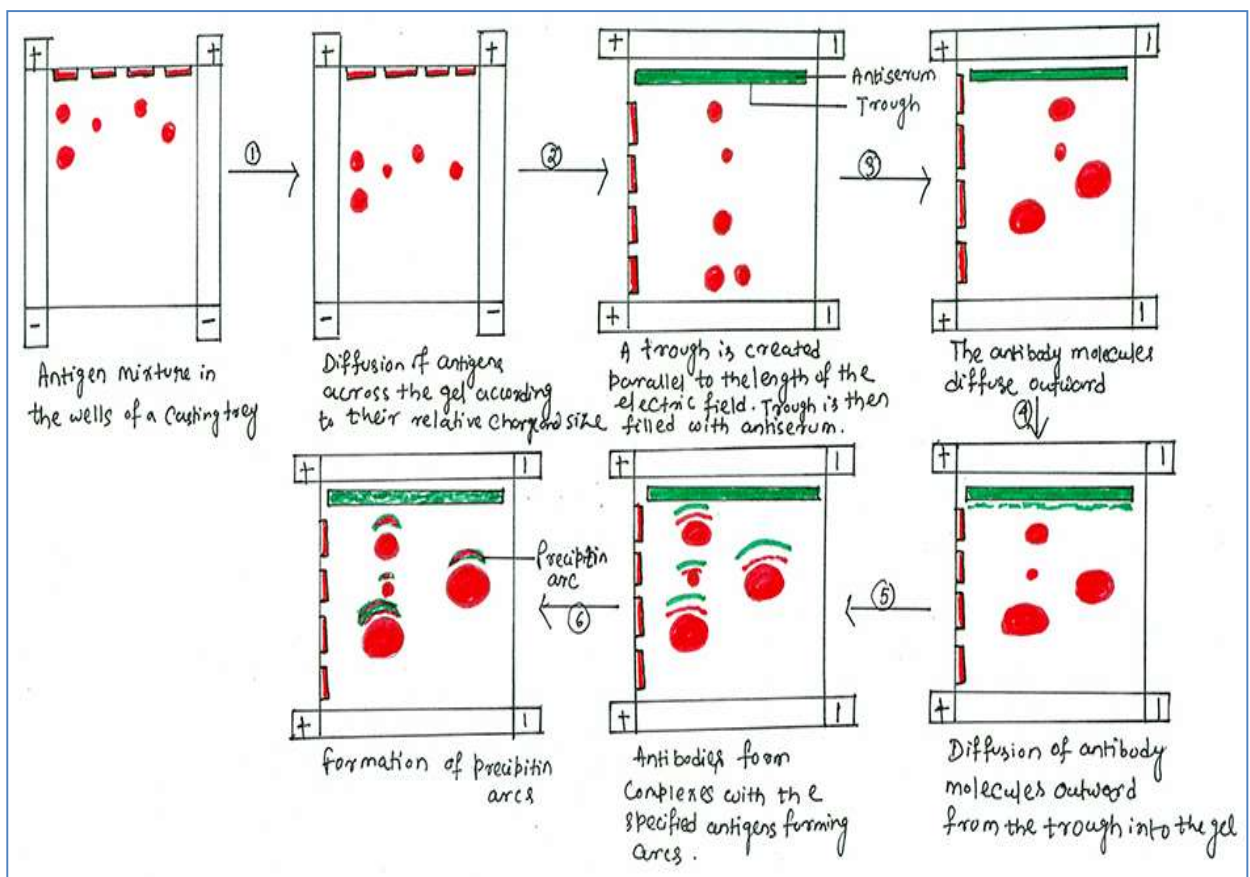 + +
- -
Antigen mixture in
the wells of a Casting trey
①
+ +
- -
Diffusion of antigens
across the gel according
to their relative charge and size
②
+ |
Antiserum
Trough
+ |
A trough is created
parallel to the length of the
electric field. Trough is then
filled with antiserum.
③
+ |
+ |
The antibody molecules
diffuse outward
④
+ |
+ |
Diffusion of antibody
molecules outward
from the trough into the gel
⑤
+ |
+ |
Antibodies form
Complexes with the
specified antigens forming
arcs.
⑥
+ |
Precipitin
arc
+ |
formation of precipitin
arcs